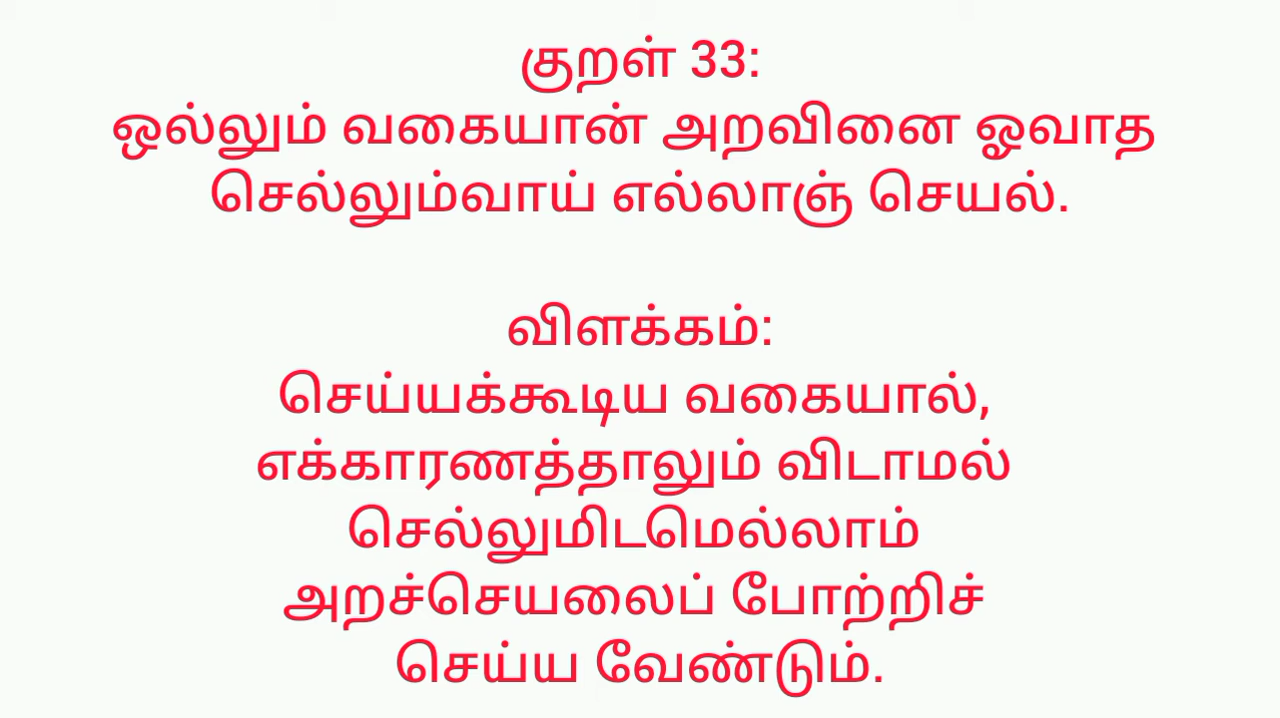 குறள் 33:
ஒல்லும் வகையான் அறவினை ஓவாத
செல்லும்வாய் எல்லாஞ் செயல்.
விளக்கம்:
செய்யக்கூடிய வகையால்,
எக்காரணத்தாலும் விடாமல்
செல்லுமிடமெல்லாம்
அறச்செயலைப் போற்றிச்
செய்ய வேண்டும்.